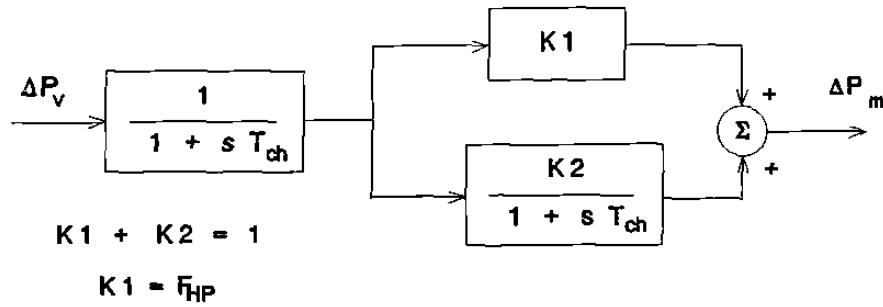 K1
ΔP_v
1
1 + s T_ch
Σ
+
+
ΔP_m
K2
1 + s T_ch
K1 + K2 = 1
K1 = F_HP